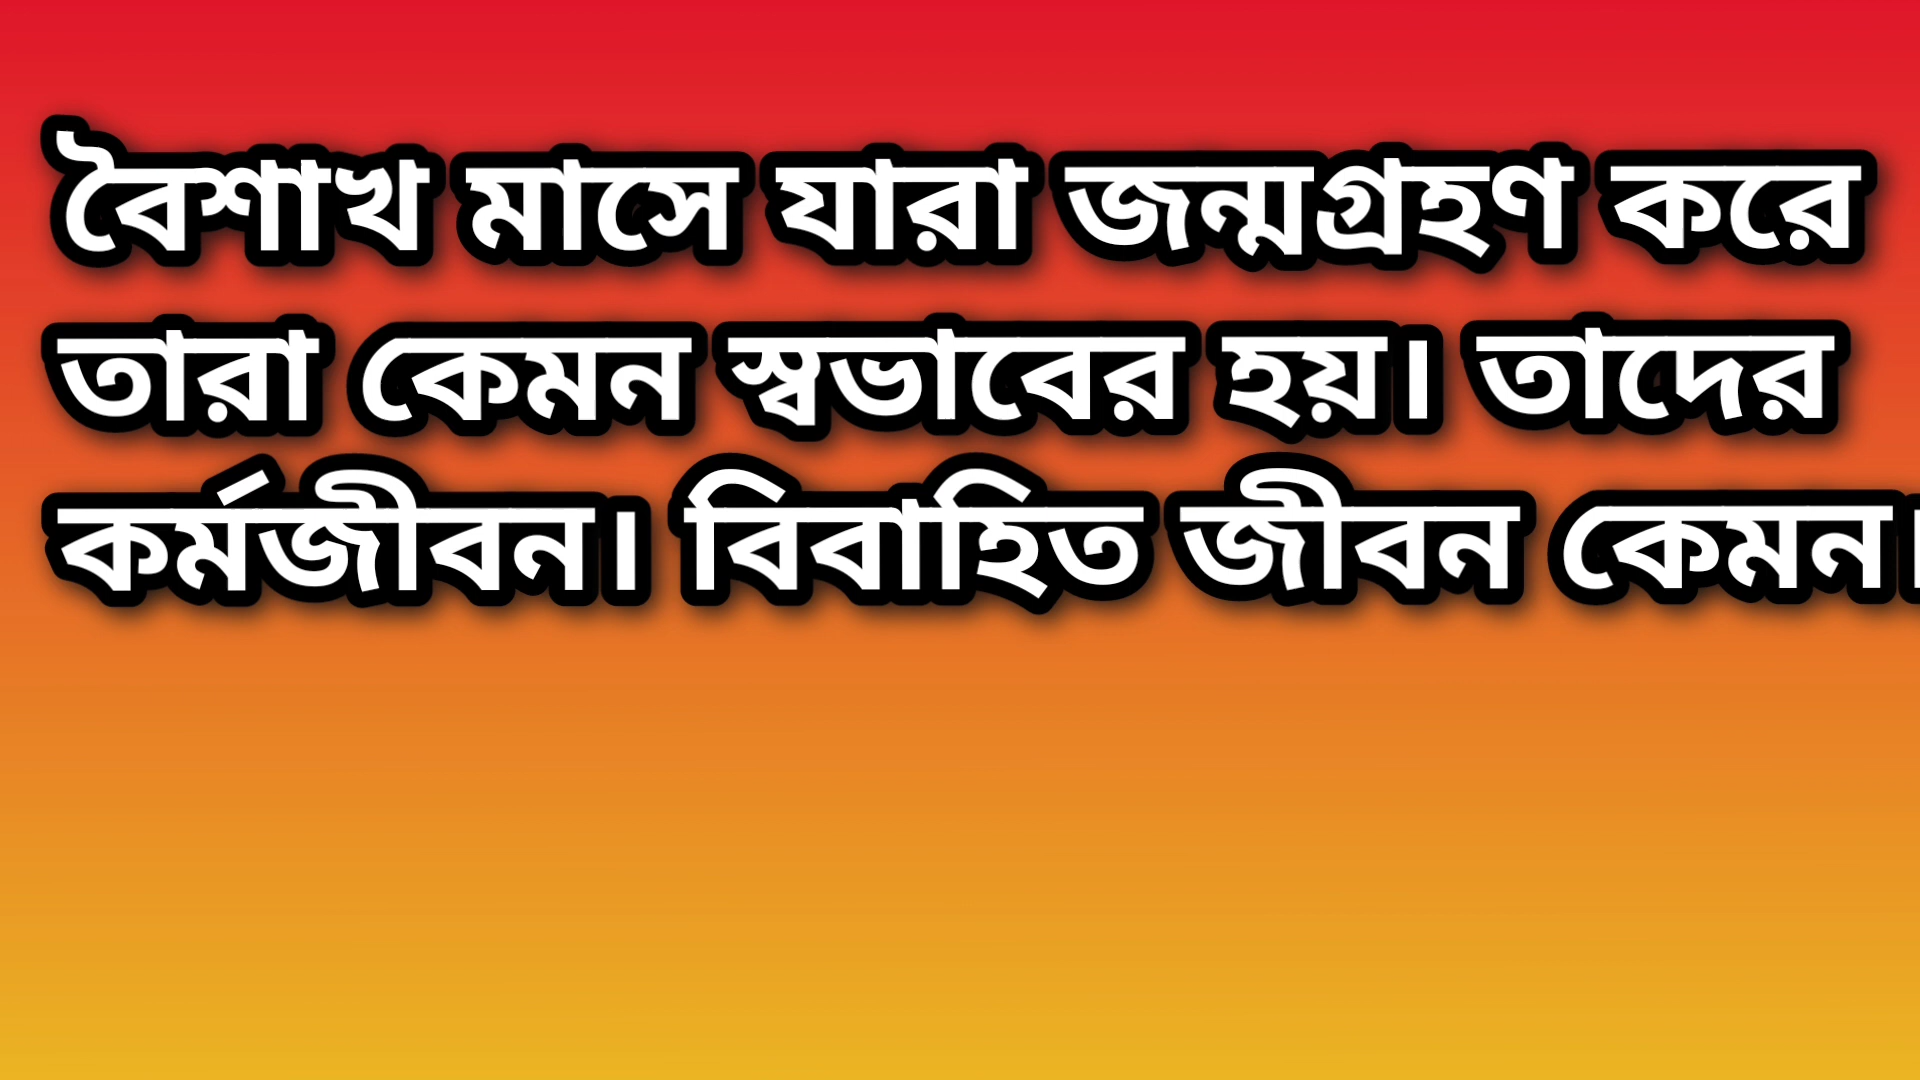 বৈশাখ মাসে যারা জন্মগ্রহণ করে
তারা কেমন স্বভাবের হয়। তাদের
কর্মজীবন। বিবাহিত জীবন কেমন।